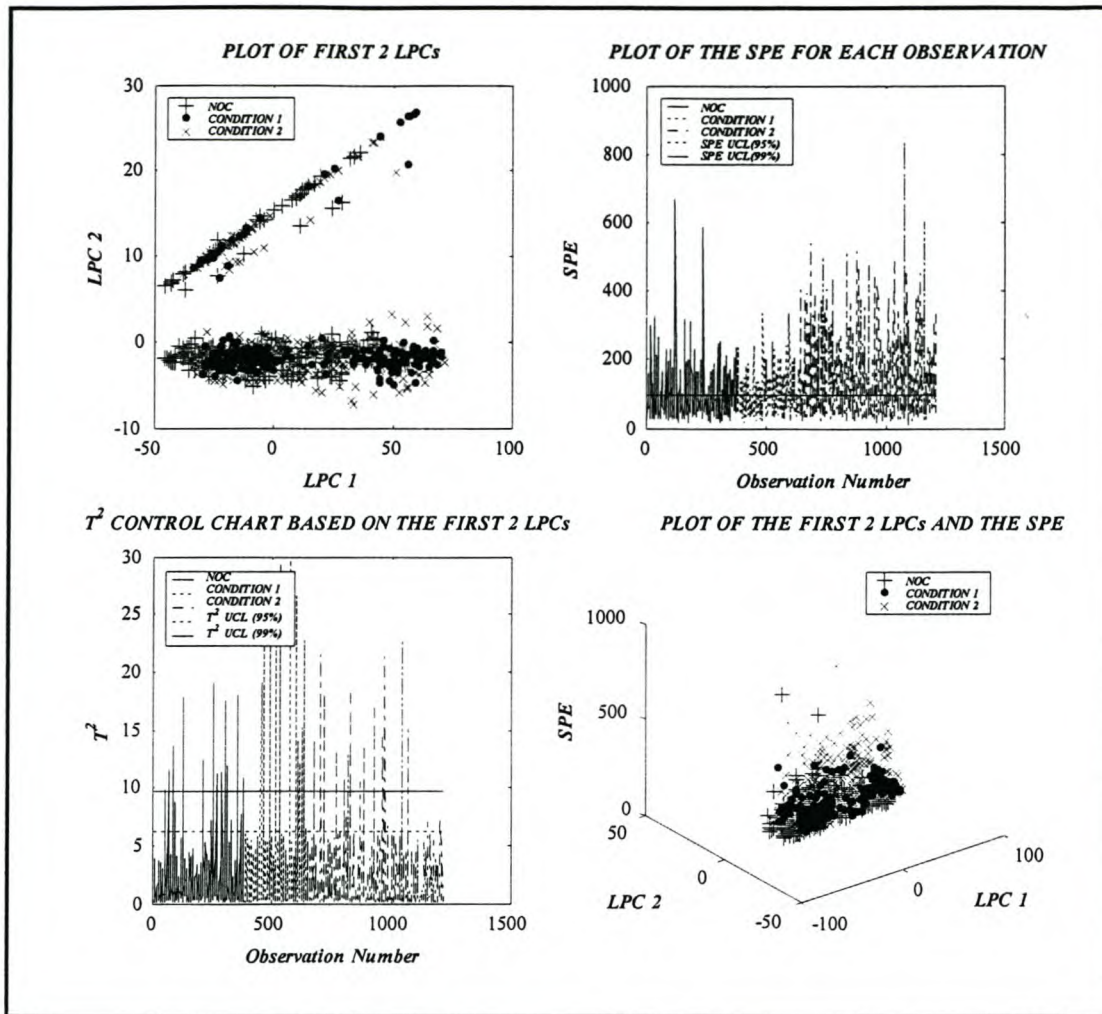 PLOT OF FIRST 2 LPCs
30
20
10
0
-10
LPC 2
NOC
CONDITION 1
CONDITION 2
-50
0
50
100
LPC 1
PLOT OF THE SPE FOR EACH OBSERVATION
1000
800
600
400
200
0
SPE
NOC
CONDITION 1
CONDITION 2
SPE UCL(95%)
SPE UCL(99%)
0
500
1000
1500
Observation Number
T² CONTROL CHART BASED ON THE FIRST 2 LPCs
30
25
20
15
10
5
0
T²
NOC
CONDITION 1
CONDITION 2
T² UCL (95%)
T² UCL (99%)
0
500
1000
1500
Observation Number
PLOT OF THE FIRST 2 LPCs AND THE SPE
NOC
CONDITION 1
CONDITION 2
1000
500
0
SPE
50
0
-50
LPC 2
-100
0
100
LPC 1